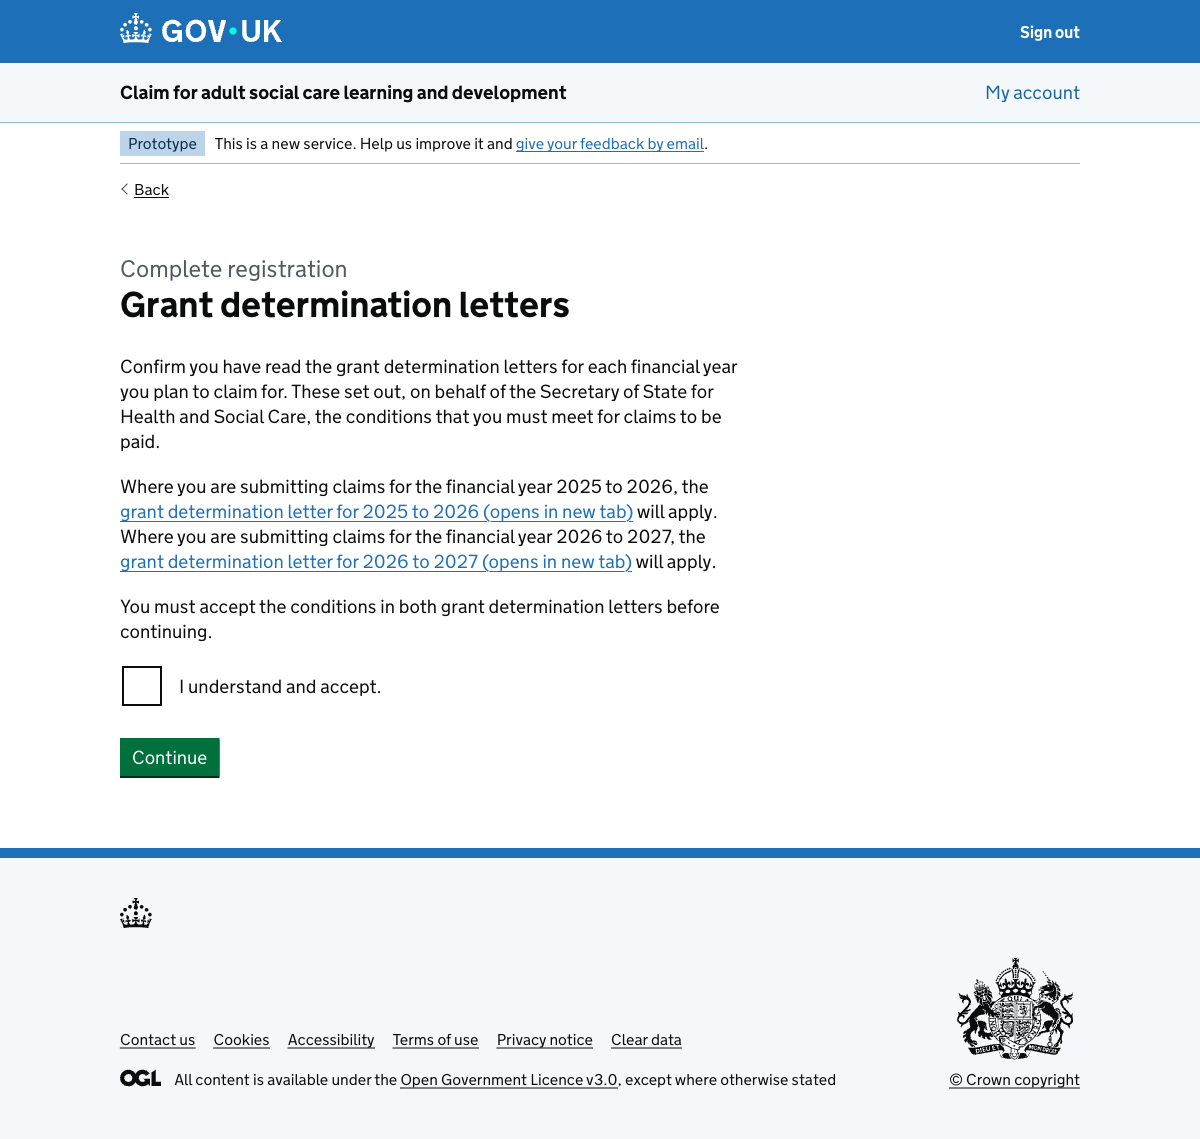 GOV·UK
Sign out
Claim for adult social care learning and development
My account
Prototype
This is a new service. Help us improve it and give your feedback by email.
Back
Complete registration
Grant determination letters
Confirm you have read the grant determination letters for each financial year
you plan to claim for. These set out, on behalf of the Secretary of State for
Health and Social Care, the conditions that you must meet for claims to be
paid.
Where you are submitting claims for the financial year 2025 to 2026, the
grant determination letter for 2025 to 2026 (opens in new tab) will apply.
Where you are submitting claims for the financial year 2026 to 2027, the
grant determination letter for 2026 to 2027 (opens in new tab) will apply.
You must accept the conditions in both grant determination letters before
continuing.
I understand and accept.
Continue
Contact us
Cookies
Accessibility
Terms of use
Privacy notice
Clear data
OGL
All content is available under the Open Government Licence v3.0, except where otherwise stated
© Crown copyright